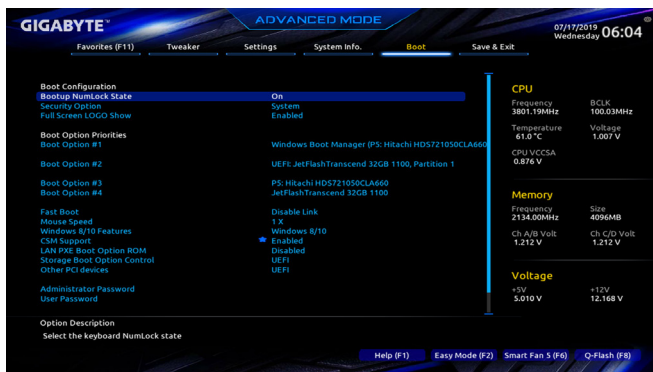 GIGABYTE™
ADVANCED MODE
07/17/2019
Wednesday 06:04
Favorites (F11) Tweaker Settings System Info. Boot Save & Exit
Boot Configuration
Bootup NumLock State On
Security Option System
Full Screen LOGO Show Enabled
Boot Option Priorities
Boot Option #1 Windows Boot Manager (P5: Hitachi HDS721050CLA660
Boot Option #2 UEFI: JetFlashTranscend 32GB 1100, Partition 1
Boot Option #3 P5: Hitachi HDS721050CLA660
Boot Option #4 JetFlashTranscend 32GB 1100
Fast Boot Disable Link
Mouse Speed 1 X
Windows 8/10 Features Windows 8/10
CSM Support Enabled
LAN PXE Boot Option ROM Disabled
Storage Boot Option Control UEFI
Other PCI devices UEFI
Administrator Password
User Password
CPU
Frequency BCLK
3801.19MHz 100.03MHz
Temperature Voltage
61.0 °C 1.007 V
CPU VCCSA
0.876 V
Memory
Frequency Size
2134.00MHz 4096MB
Ch A/B Volt Ch C/D Volt
1.212 V 1.212 V
Voltage
+5V +12V
5.010 V 12.168 V
Option Description
Select the keyboard NumLock state
Help (F1) Easy Mode (F2) Smart Fan 5 (F6) Q-Flash (F8)